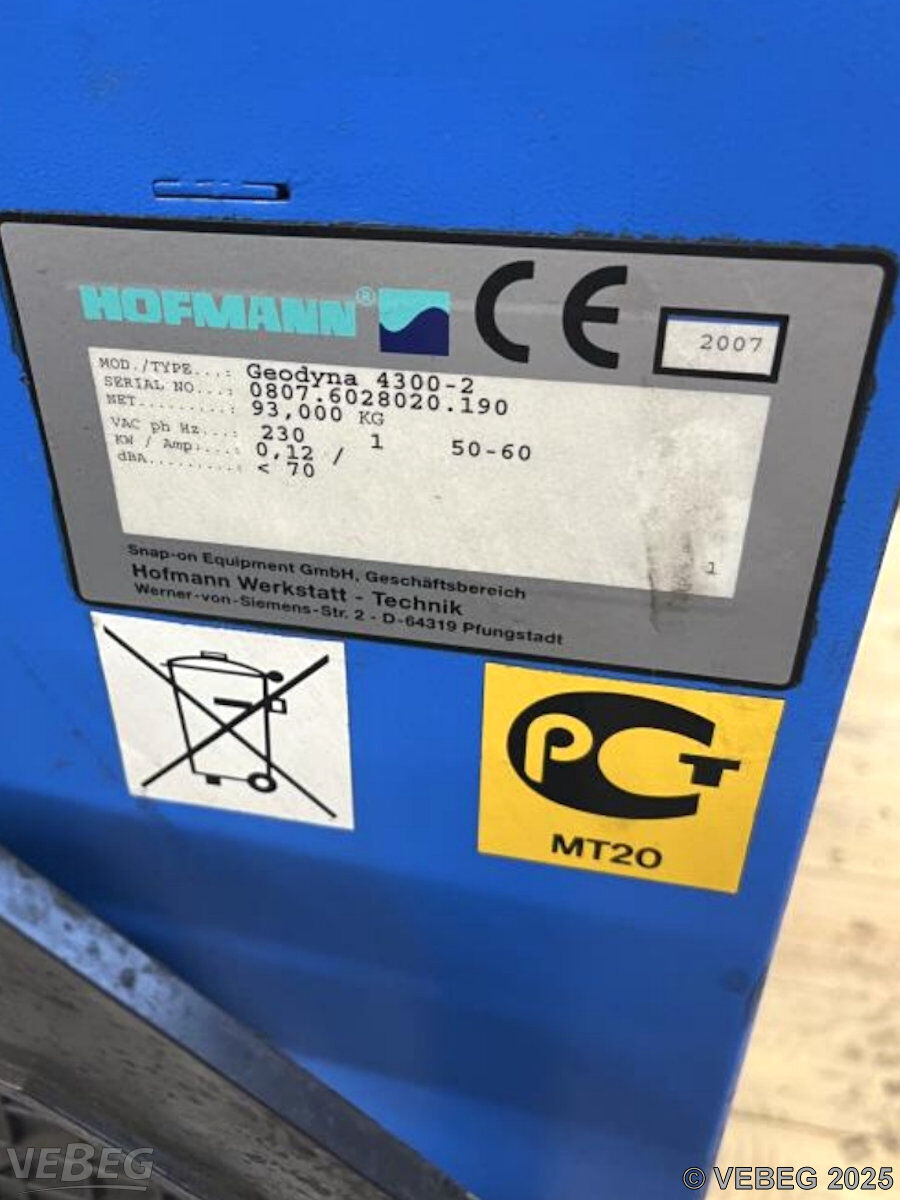 HOFMANN® CE 2007
MOD./TYPE...: Geodyna 4300-2
SERIAL NO...: 0807.6028020.190
NET.........: 93,000 KG
VAC ph Hz...: 230 1 50-60
KW / Amp....: 0,12 /
dBA.........: < 70
1
Snap-on Equipment GmbH, Geschäftsbereich
Hofmann Werkstatt - Technik
Werner-von-Siemens-Str. 2 - D-64319 Pfungstadt
PCT
MT20
VEBEG
© VEBEG 2025